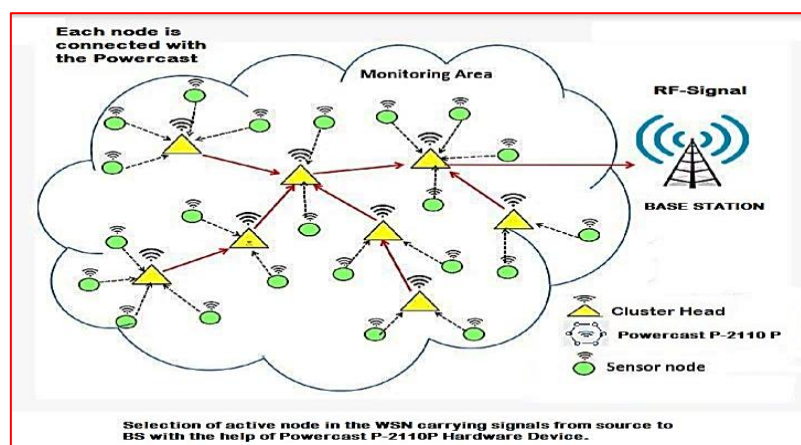 Each node is
connected with
the Powercast
Monitoring Area
RF-Signal
BASE STATION
Cluster Head
Powercast P-2110 P
Sensor node
Selection of active node in the WSN carrying signals from source to
BS with the help of Powercast P-2110P Hardware Device.